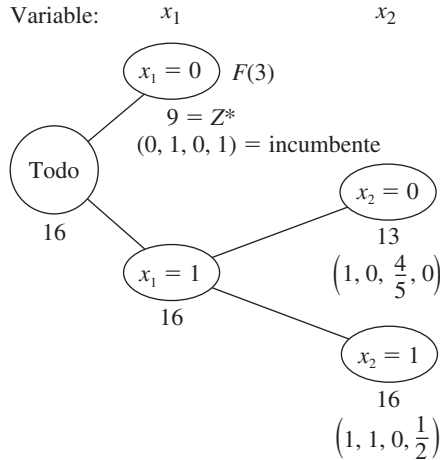 Variable: x₁ x₂
x₁ = 0 F(3)
9 = Z*
(0, 1, 0, 1) = incumbente
Todo
16
x₂ = 0
13
(1, 0, 4/5, 0)
x₁ = 1
16
x₂ = 1
16
(1, 1, 0, 1/2)